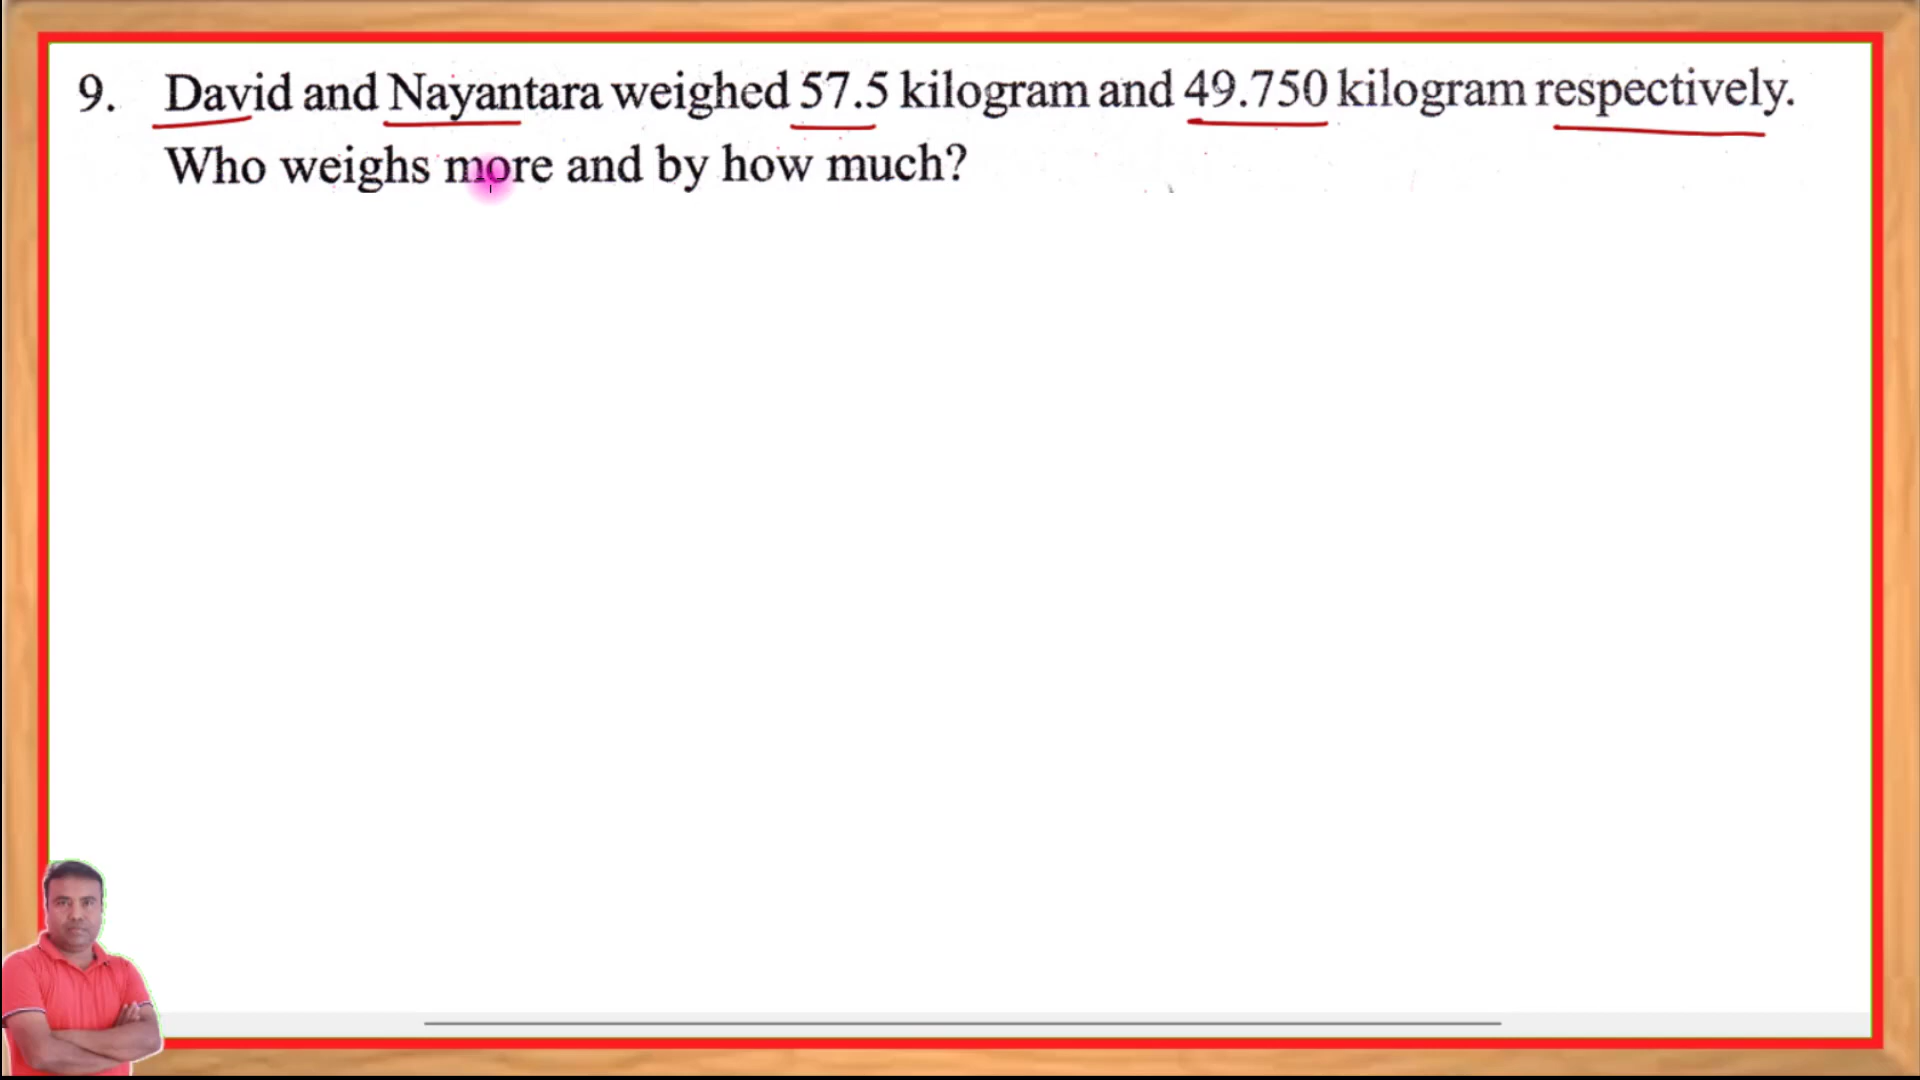 9. David and Nayantara weighed 57.5 kilogram and 49.750 kilogram respectively.
Who weighs more and by how much?